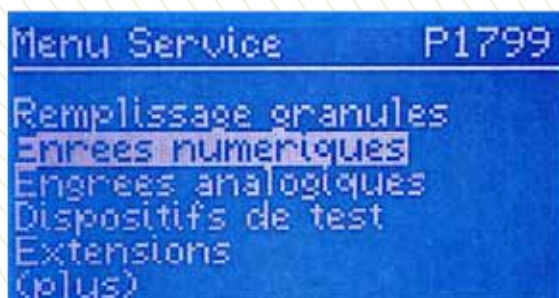 Menu Service P1799
Remplissage granules
Enrees numeriques
Engrees analogiques
Dispositifs de test
Extensions
(plus)